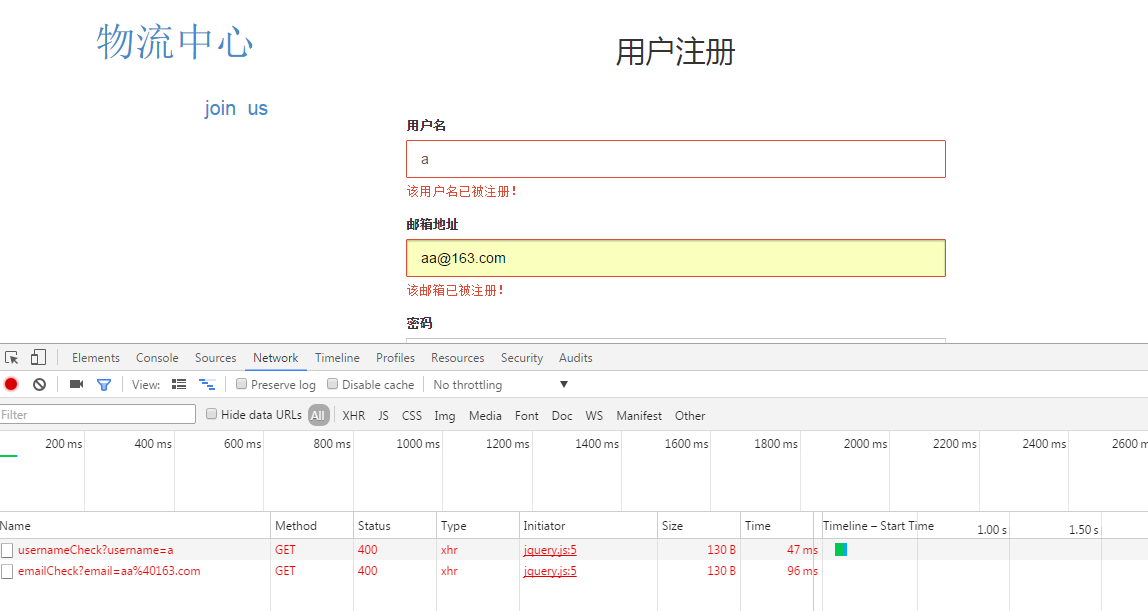 物流中心
用户注册
join us
用户名
a
该用户名已被注册！
邮箱地址
aa@163.com
该邮箱已被注册！
密码
Elements Console Sources Network Timeline Profiles Resources Security Audits
View: Preserve log Disable cache No throttling ▼
Filter Hide data URLs All XHR JS CSS Img Media Font Doc WS Manifest Other
200 ms 400 ms 600 ms 800 ms 1000 ms 1200 ms 1400 ms 1600 ms 1800 ms 2000 ms 2200 ms 2400 ms 2600 m
Name Method Status Type Initiator Size Time Timeline – Start Time 1.00 s 1.50 s
usernameCheck?username=a GET 400 xhr jquery.js:5 130 B 47 ms
emailCheck?email=aa%40163.com GET 400 xhr jquery.js:5 130 B 96 ms